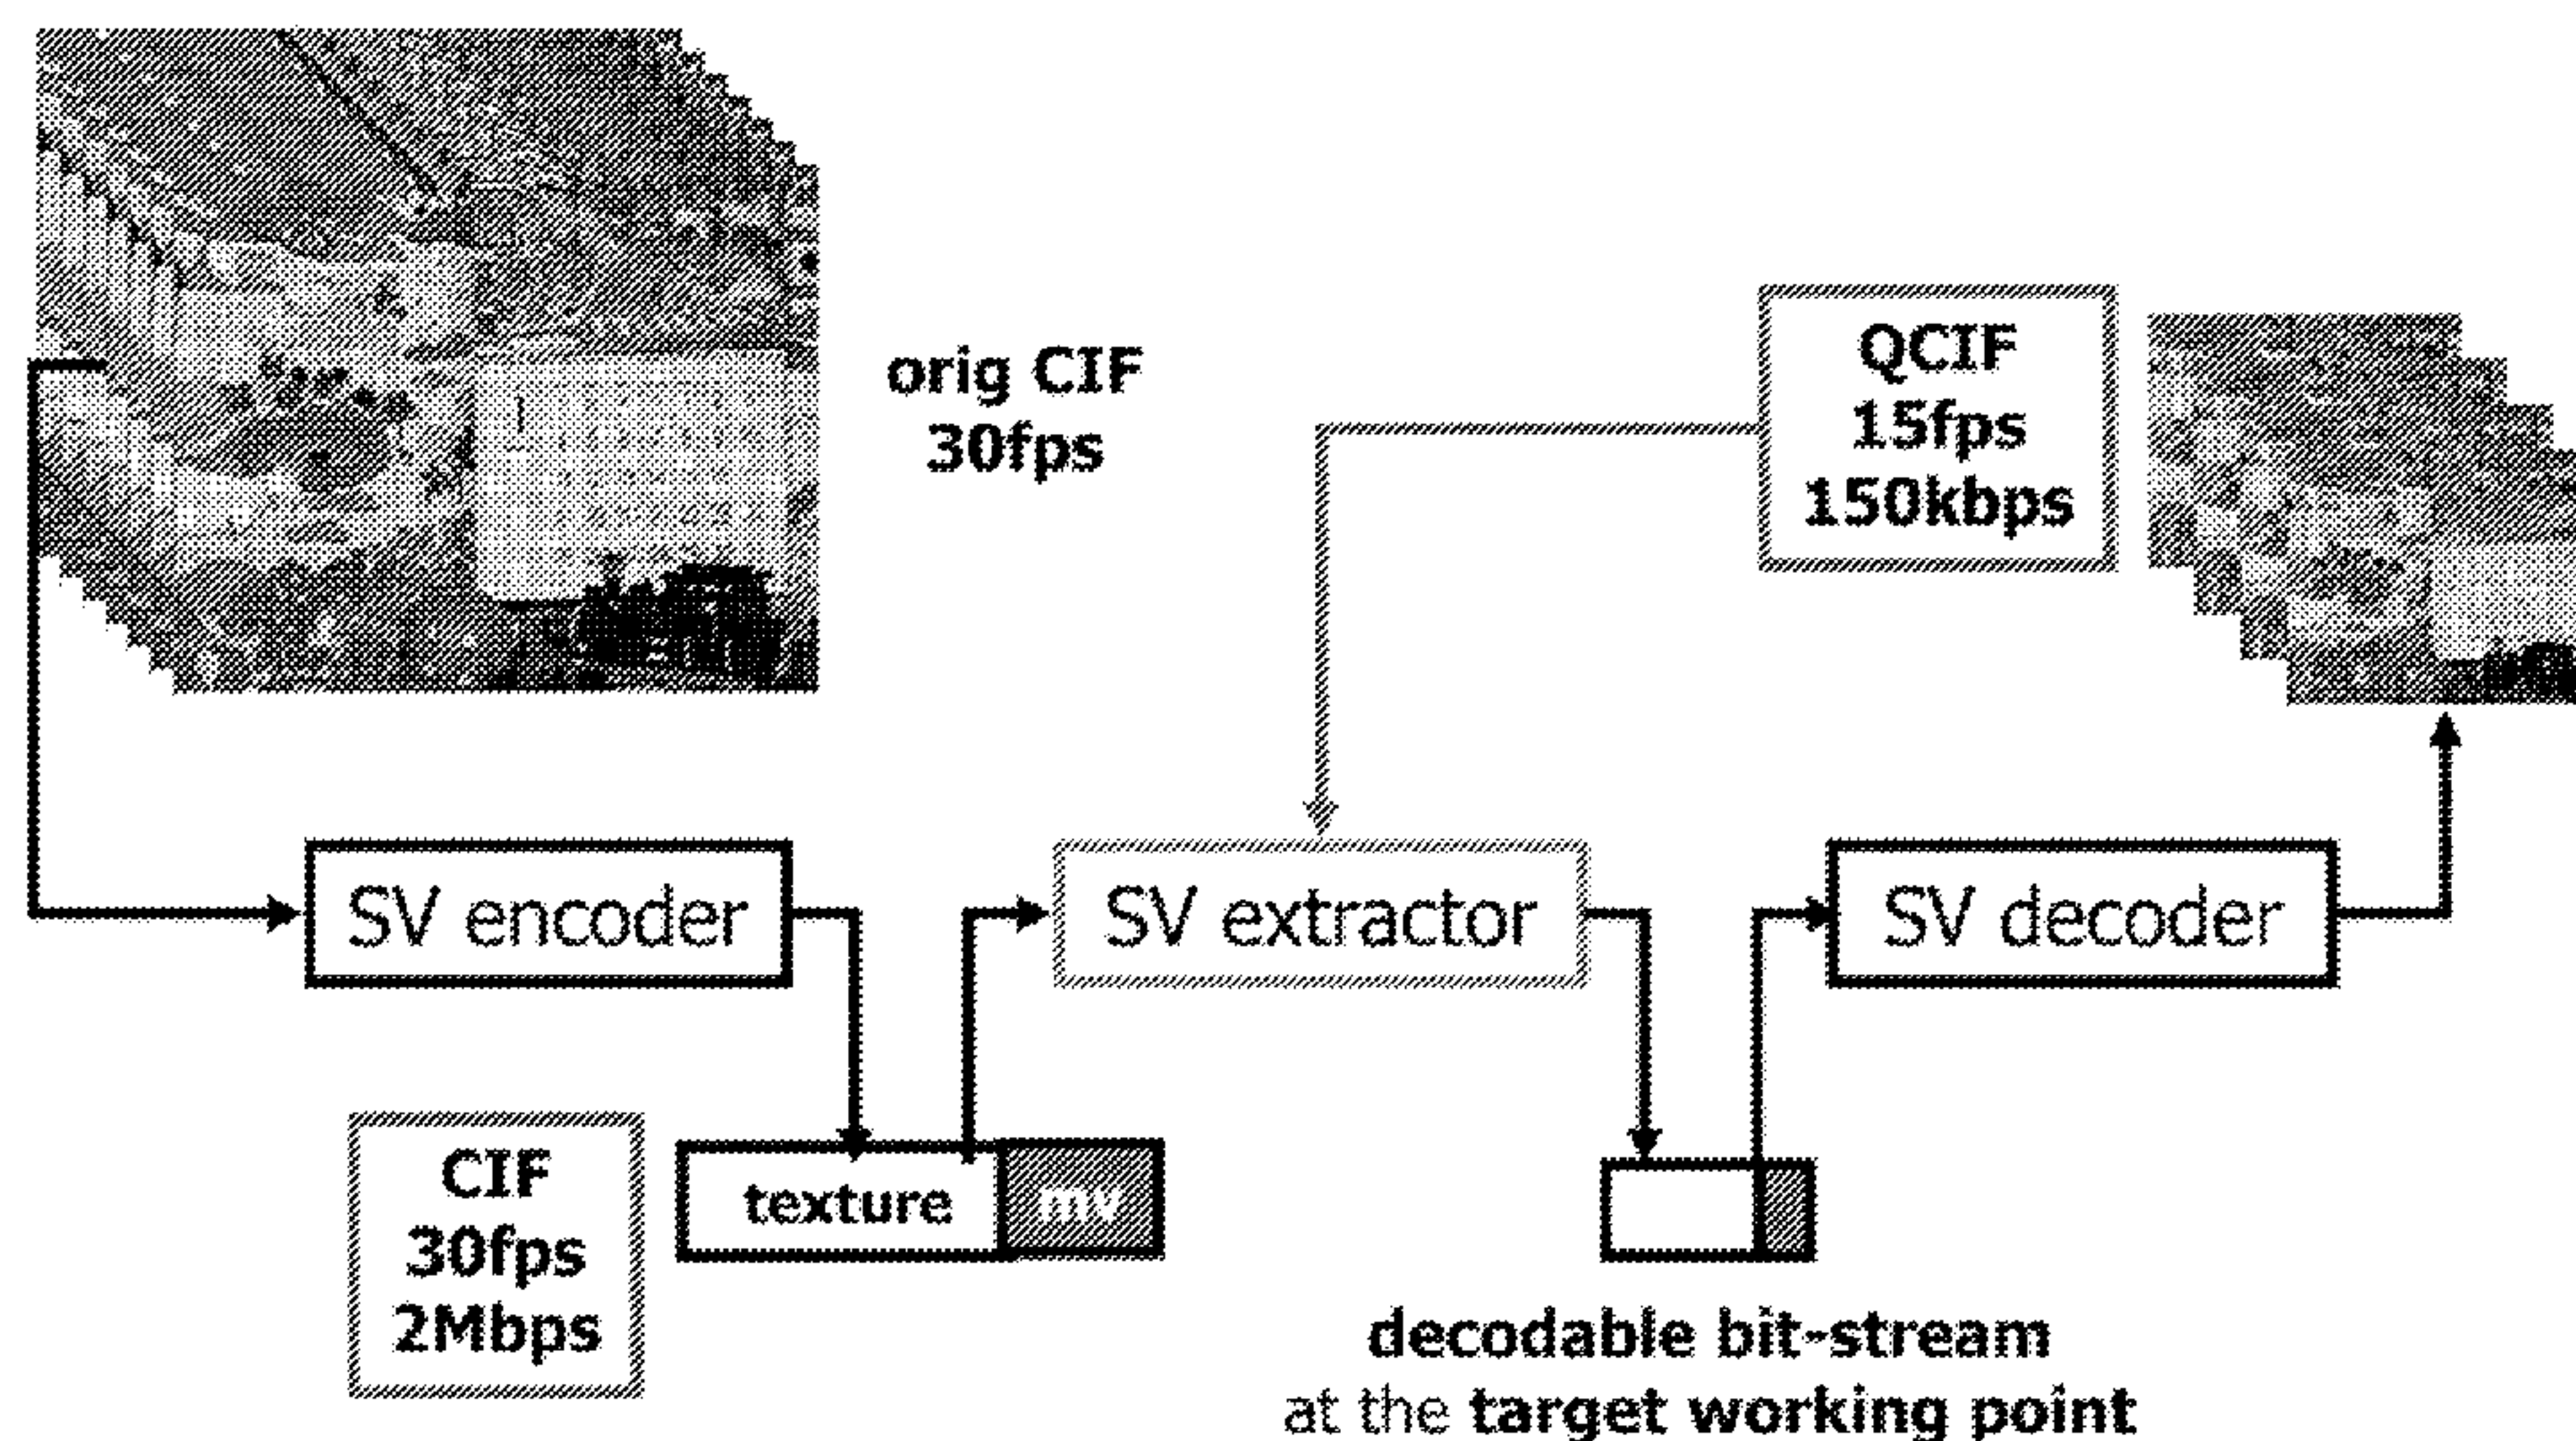 orig CIF
30fps
QCIF
15fps
150kbps
SV encoder
SV extractor
SV decoder
CIF
30fps
2Mbps
texture
mv
decodable bit-stream
at the target working point